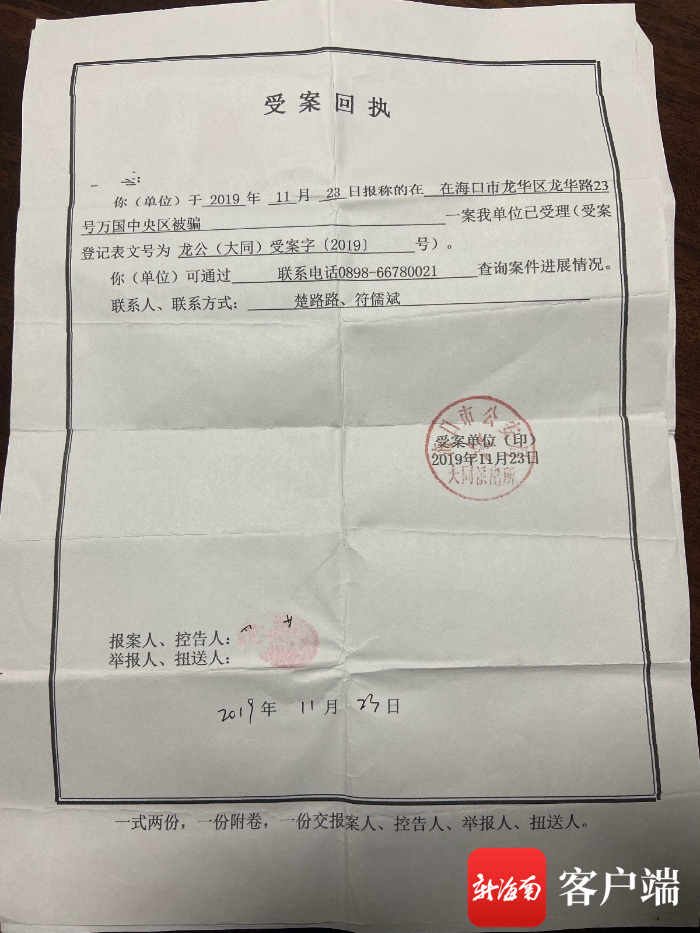 受案回执
：
你（单位）于 2019 年 11 月 23 日报称的在 在海口市龙华区龙华路23
号万国中央区被骗 一案我单位已受理（受案
登记表文号为 龙公（大同）受案字〔2019〕 号）。
你（单位）可通过 联系电话0898-66780021 查询案件进展情况。
联系人、联系方式： 楚路路、符儒斌
海口市公安局
受案单位（印）
2019年11月23日
大同派出所
报案人、控告人：
举报人、扭送人：
2019 年 11 月 23 日
一式两份，一份附卷，一份交报案人、控告人、举报人、扭送人。
新海南 客户端